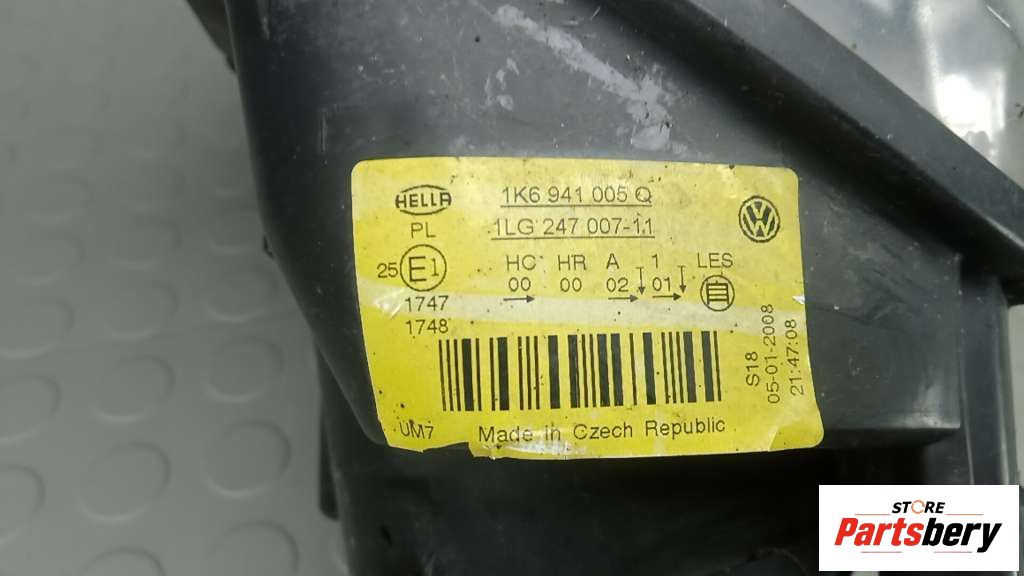 HELLA 1K6 941 005 Q
PL 1LG 247 007-11
HC HR A 1 LES
25 E1 00 00 02 01
1747
1748
S18
05-01-2008
21:47:08
UM7 Made in Czech Republic
STORE
Partsbery